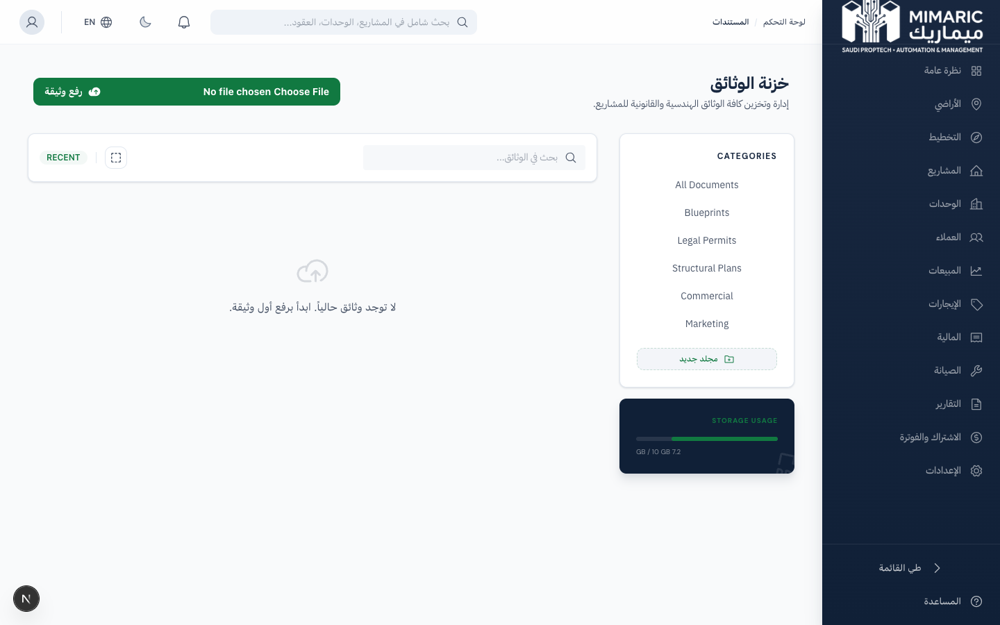 MIMARIC
ميماريك
SAUDI PROPTECH • AUTOMATION & MANAGEMENT
نظرة عامة
الأراضي
التخطيط
المشاريع
الوحدات
العملاء
المبيعات
الإيجارات
المالية
الصيانة
التقارير
الاشتراك والفوترة
الإعدادات
طي القائمة
المساعدة
لوحة التحكم / المستندات
بحث شامل في المشاريع، الوحدات، العقود...
EN
خزنة الوثائق
إدارة وتخزين كافة الوثائق الهندسية والقانونية للمشاريع.
رفع وثيقة
No file chosen Choose File
CATEGORIES
All Documents
Blueprints
Legal Permits
Structural Plans
Commercial
Marketing
مجلد جديد
STORAGE USAGE
GB / 10 GB 7.2
بحث في الوثائق...
RECENT
لا توجد وثائق حالياً. ابدأ برفع أول وثيقة.
N